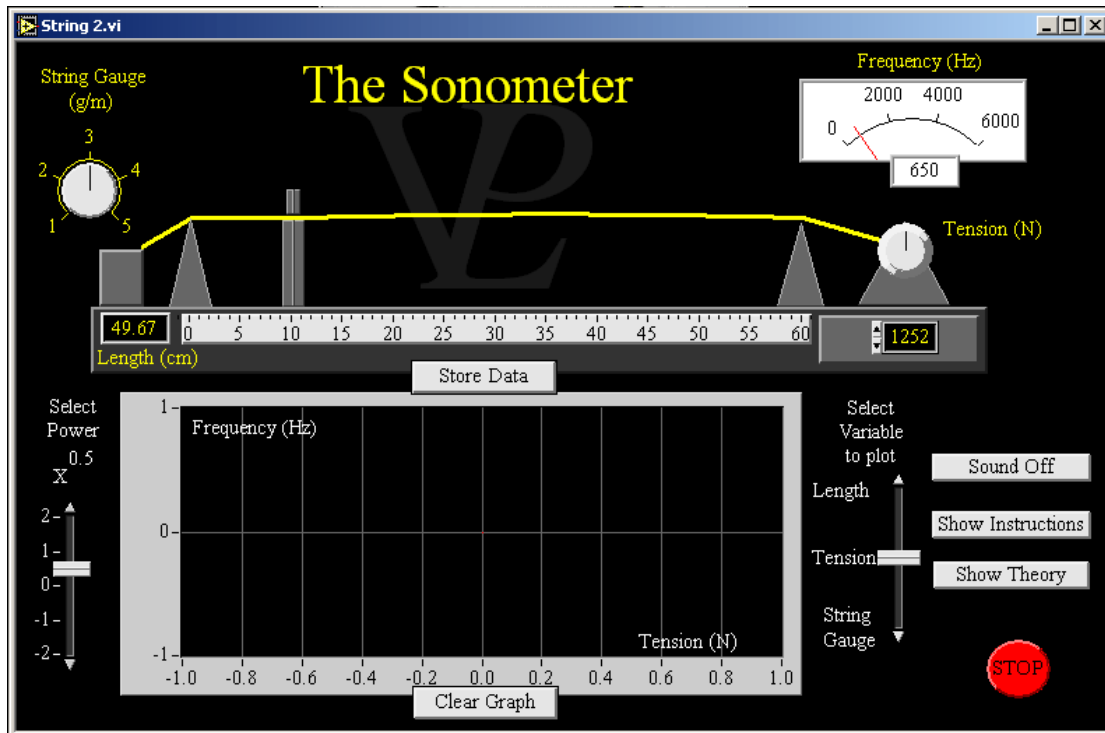 String 2.vi
String Gauge
(g/m)
1
2
3
4
5
The Sonometer
Frequency (Hz)
0
2000
4000
6000
650
Tension (N)
49.67
Length (cm)
0 5 10 15 20 25 30 35 40 45 50 55 60
1252
Store Data
Select
Power
X 0.5
2
1
0
-1
-2
1
0
-1
Frequency (Hz)
Tension (N)
-1.0 -0.8 -0.6 -0.4 -0.2 0.0 0.2 0.4 0.6 0.8 1.0
Clear Graph
Select
Variable
to plot
Length
Tension
String
Gauge
Sound Off
Show Instructions
Show Theory
STOP